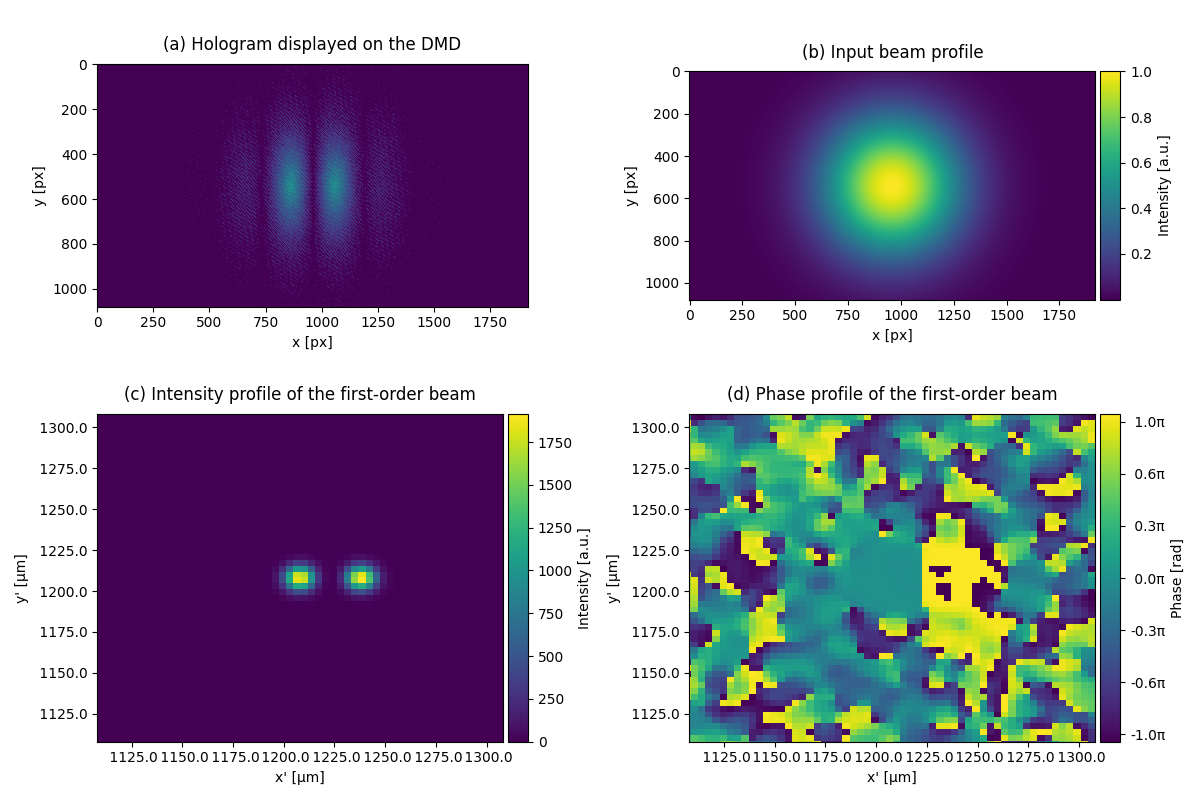 (a) Hologram displayed on the DMD
0
200
400
600
800
1000
y [px]
0 250 500 750 1000 1250 1500 1750
x [px]
(b) Input beam profile
0
200
400
600
800
1000
y [px]
0 250 500 750 1000 1250 1500 1750
x [px]
1.0
0.8
0.6
0.4
0.2
Intensity [a.u.]
(c) Intensity profile of the first-order beam
1300.0
1275.0
1250.0
1225.0
1200.0
1175.0
1150.0
1125.0
y' [μm]
1125.0 1150.0 1175.0 1200.0 1225.0 1250.0 1275.0 1300.0
x' [μm]
1750
1500
1250
1000
750
500
250
0
Intensity [a.u.]
(d) Phase profile of the first-order beam
1300.0
1275.0
1250.0
1225.0
1200.0
1175.0
1150.0
1125.0
y' [μm]
1125.0 1150.0 1175.0 1200.0 1225.0 1250.0 1275.0 1300.0
x' [μm]
1.0π
0.6π
0.3π
0.0π
-0.3π
-0.6π
-1.0π
Phase [rad]